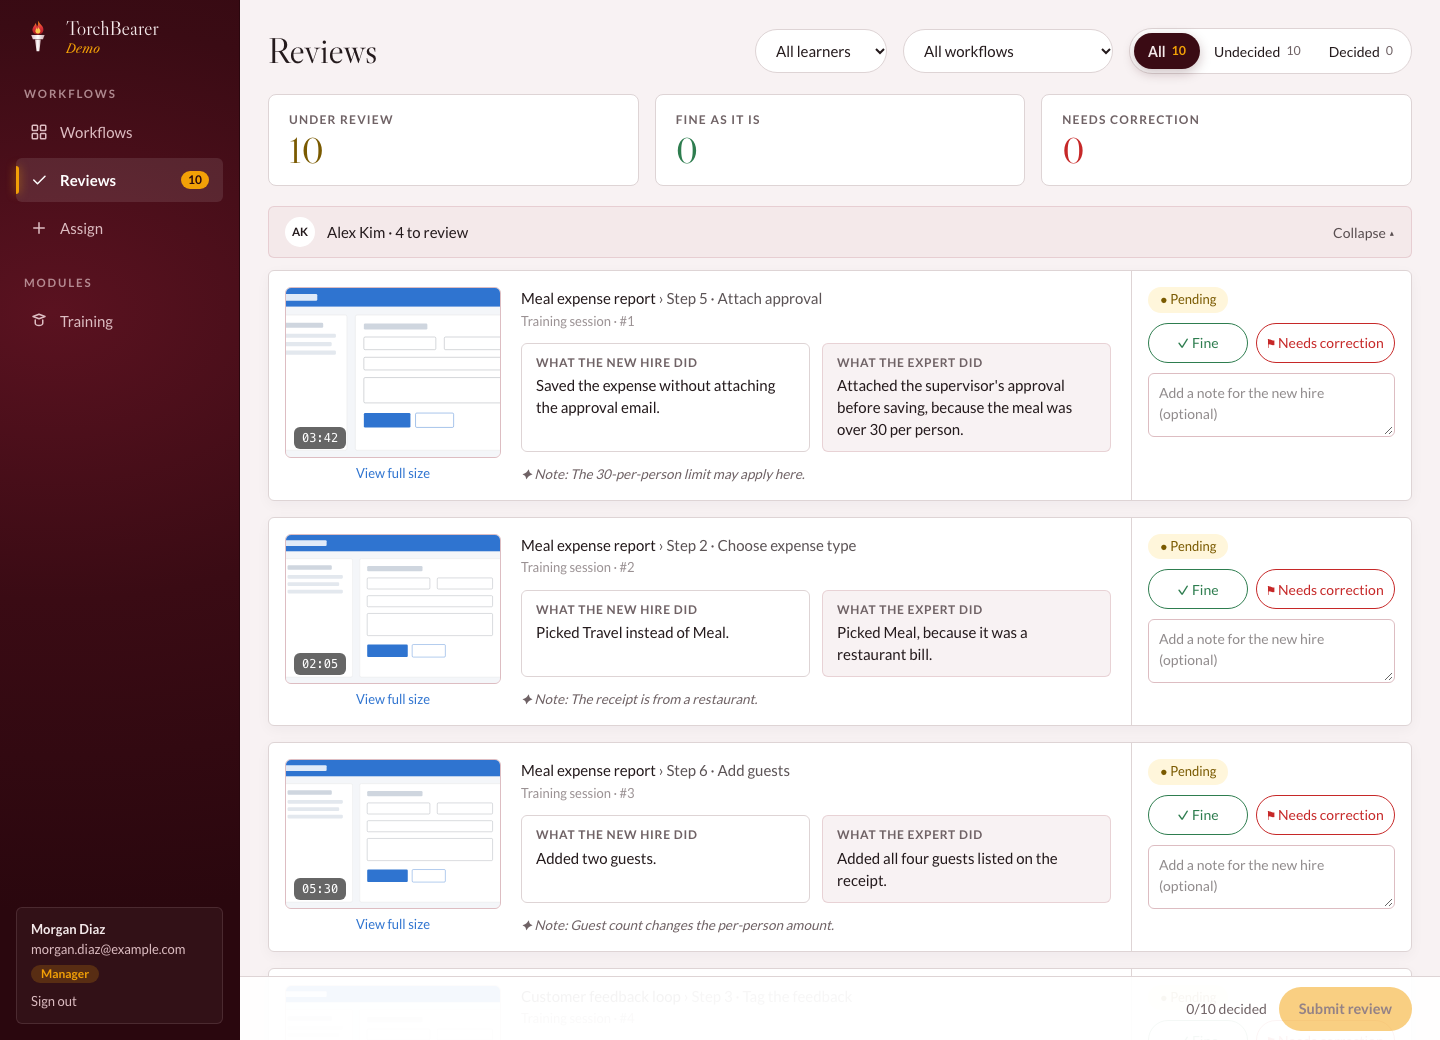 TorchBearer
Demo
WORKFLOWS
Workflows
Reviews 10
Assign
MODULES
Training
Morgan Diaz
morgan.diaz@example.com
Manager
Sign out
Reviews
All learners
All workflows
All 10
Undecided 10
Decided 0
UNDER REVIEW
10
FINE AS IT IS
0
NEEDS CORRECTION
0
AK
Alex Kim · 4 to review
Collapse ▴
03:42
View full size
Meal expense report › Step 5 · Attach approval
Training session · #1
WHAT THE NEW HIRE DID
Saved the expense without attaching
the approval email.
WHAT THE EXPERT DID
Attached the supervisor's approval
before saving, because the meal was
over 30 per person.
✦ Note: The 30-per-person limit may apply here.
● Pending
✓ Fine
⚑ Needs correction
Add a note for the new hire
(optional)
02:05
View full size
Meal expense report › Step 2 · Choose expense type
Training session · #2
WHAT THE NEW HIRE DID
Picked Travel instead of Meal.
WHAT THE EXPERT DID
Picked Meal, because it was a
restaurant bill.
✦ Note: The receipt is from a restaurant.
● Pending
✓ Fine
⚑ Needs correction
Add a note for the new hire
(optional)
05:30
View full size
Meal expense report › Step 6 · Add guests
Training session · #3
WHAT THE NEW HIRE DID
Added two guests.
WHAT THE EXPERT DID
Added all four guests listed on the
receipt.
✦ Note: Guest count changes the per-person amount.
● Pending
✓ Fine
⚑ Needs correction
Add a note for the new hire
(optional)
Customer feedback loop › Step 3 · Tag the feedback
Training session · #4
0/10 decided
Submit review